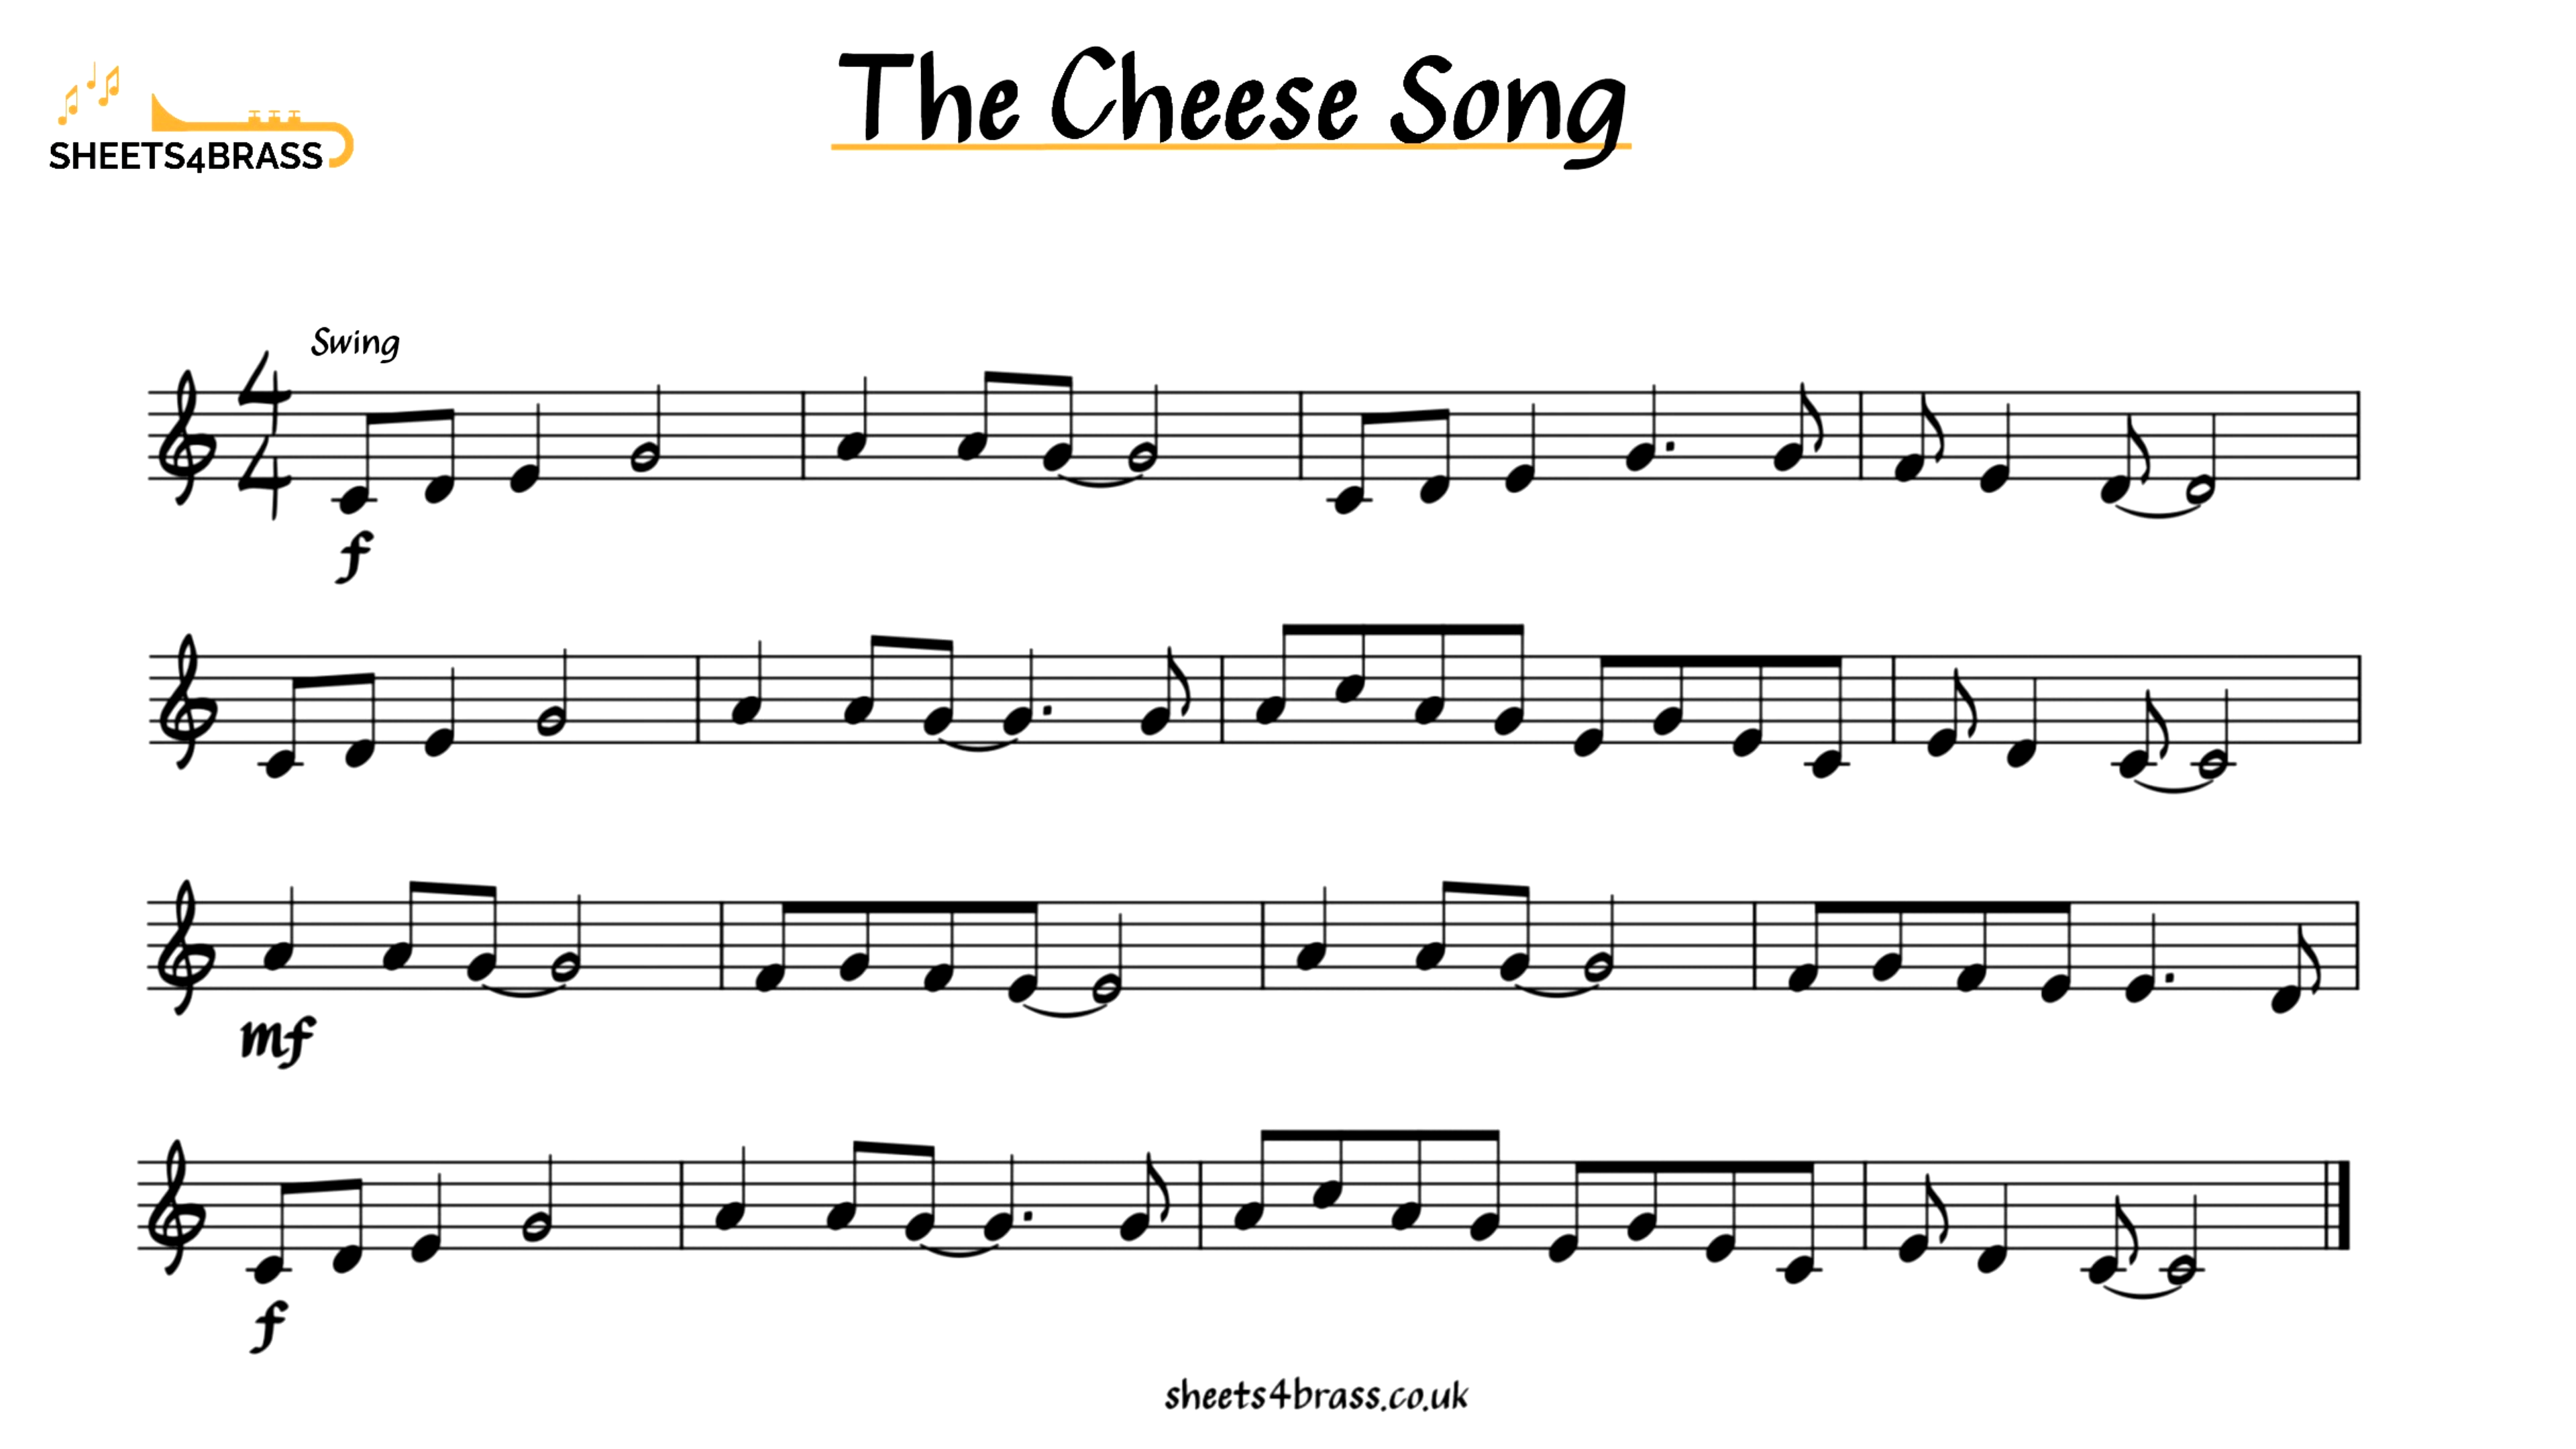 The Cheese Song
SHEETS4BRASS
Swing
f
mf
f
sheets4brass.co.uk